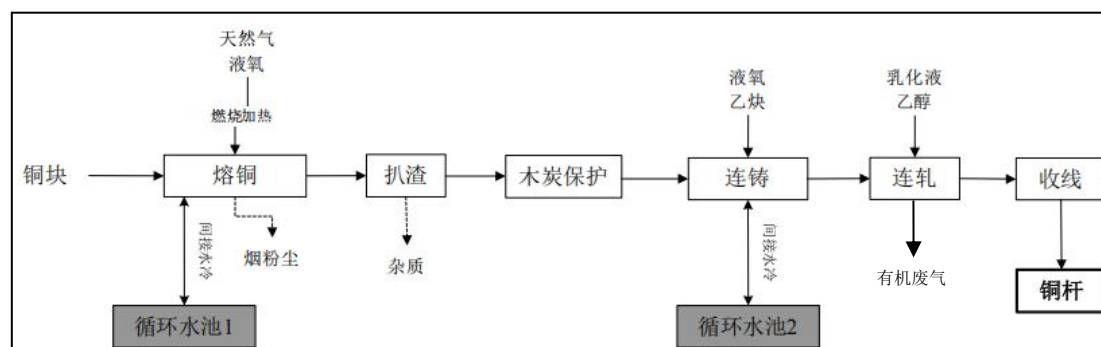 天然气
液氧
燃烧加热
液氧
乙炔
乳化液
乙醇
铜块
熔铜
扒渣
木炭保护
连铸
连轧
收线
间接水冷
烟粉尘
杂质
间接水冷
有机废气
铜杆
循环水池1
循环水池2